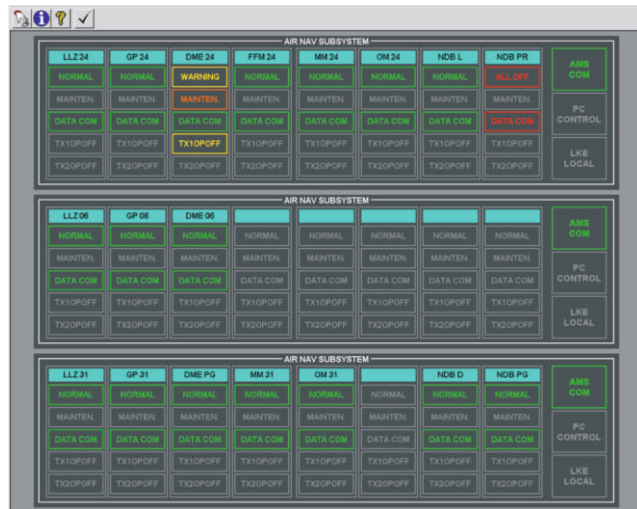 AIR NAV SUBSYSTEM
LLZ 24 GP 24 DME 24 FFM 24 MM 24 OM 24 NDB L NDB PR
NORMAL NORMAL WARNING NORMAL NORMAL NORMAL NORMAL ALL OFF
MAINTEN. MAINTEN. MAINTEN. MAINTEN. MAINTEN. MAINTEN. MAINTEN. MAINTEN.
DATA COM DATA COM DATA COM DATA COM DATA COM DATA COM DATA COM DATA COM
TX1OPOFF TX1OPOFF TX1OPOFF TX1OPOFF TX1OPOFF TX1OPOFF TX1OPOFF TX1OPOFF
TX2OPOFF TX2OPOFF TX2OPOFF TX2OPOFF TX2OPOFF TX2OPOFF TX2OPOFF TX2OPOFF
AMS
COM
PC
CONTROL
LKE
LOCAL
AIR NAV SUBSYSTEM
LLZ 06 GP 06 DME 06
NORMAL NORMAL NORMAL NORMAL NORMAL NORMAL NORMAL NORMAL
MAINTEN. MAINTEN. MAINTEN. MAINTEN. MAINTEN. MAINTEN. MAINTEN. MAINTEN.
DATA COM DATA COM DATA COM DATA COM DATA COM DATA COM DATA COM DATA COM
TX1OPOFF TX1OPOFF TX1OPOFF TX1OPOFF TX1OPOFF TX1OPOFF TX1OPOFF TX1OPOFF
TX2OPOFF TX2OPOFF TX2OPOFF TX2OPOFF TX2OPOFF TX2OPOFF TX2OPOFF TX2OPOFF
AMS
COM
PC
CONTROL
LKE
LOCAL
AIR NAV SUBSYSTEM
LLZ 31 GP 31 DME PG MM 31 OM 31 NDB D NDB PG
NORMAL NORMAL NORMAL NORMAL NORMAL NORMAL NORMAL NORMAL
MAINTEN. MAINTEN. MAINTEN. MAINTEN. MAINTEN. MAINTEN. MAINTEN. MAINTEN.
DATA COM DATA COM DATA COM DATA COM DATA COM DATA COM DATA COM DATA COM
TX1OPOFF TX1OPOFF TX1OPOFF TX1OPOFF TX1OPOFF TX1OPOFF TX1OPOFF TX1OPOFF
TX2OPOFF TX2OPOFF TX2OPOFF TX2OPOFF TX2OPOFF TX2OPOFF TX2OPOFF TX2OPOFF
AMS
COM
PC
CONTROL
LKE
LOCAL